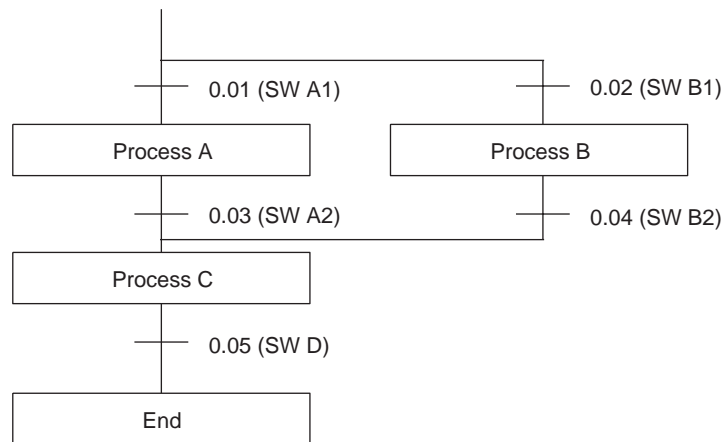 0.01 (SW A1)
0.02 (SW B1)
Process A
Process B
0.03 (SW A2)
0.04 (SW B2)
Process C
0.05 (SW D)
End